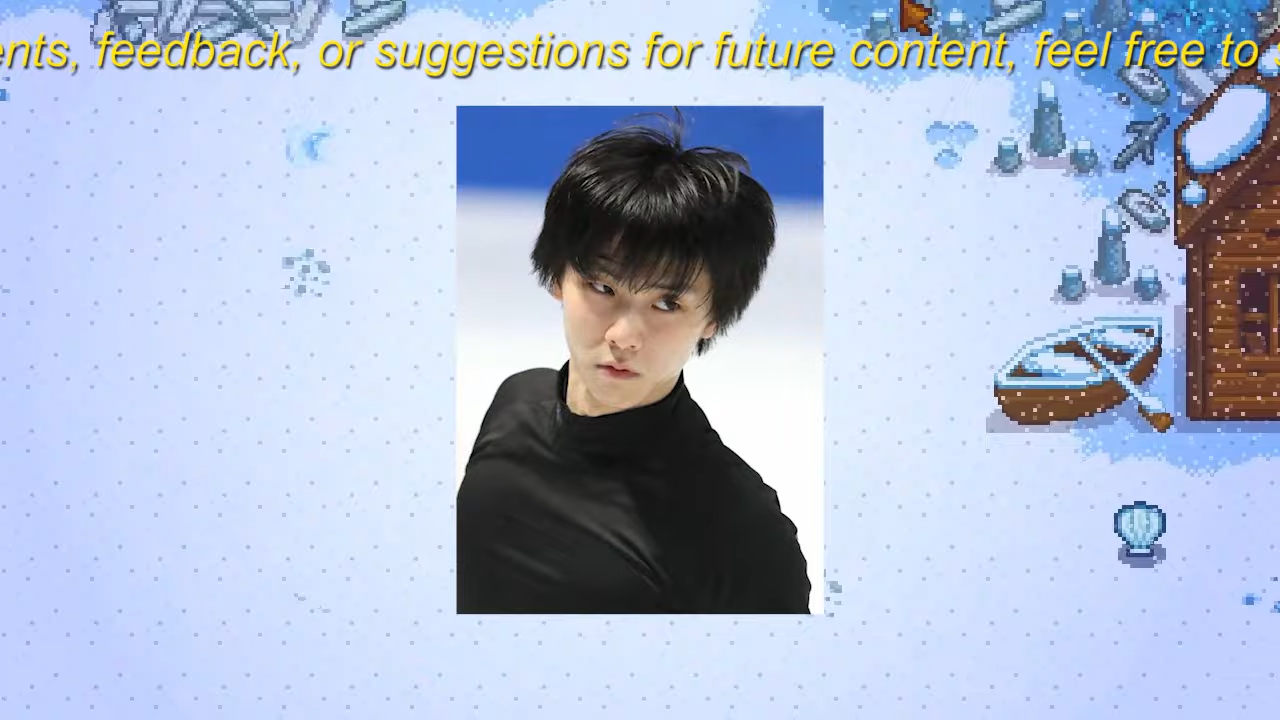 ents, feedback, or suggestions for future content, feel free to